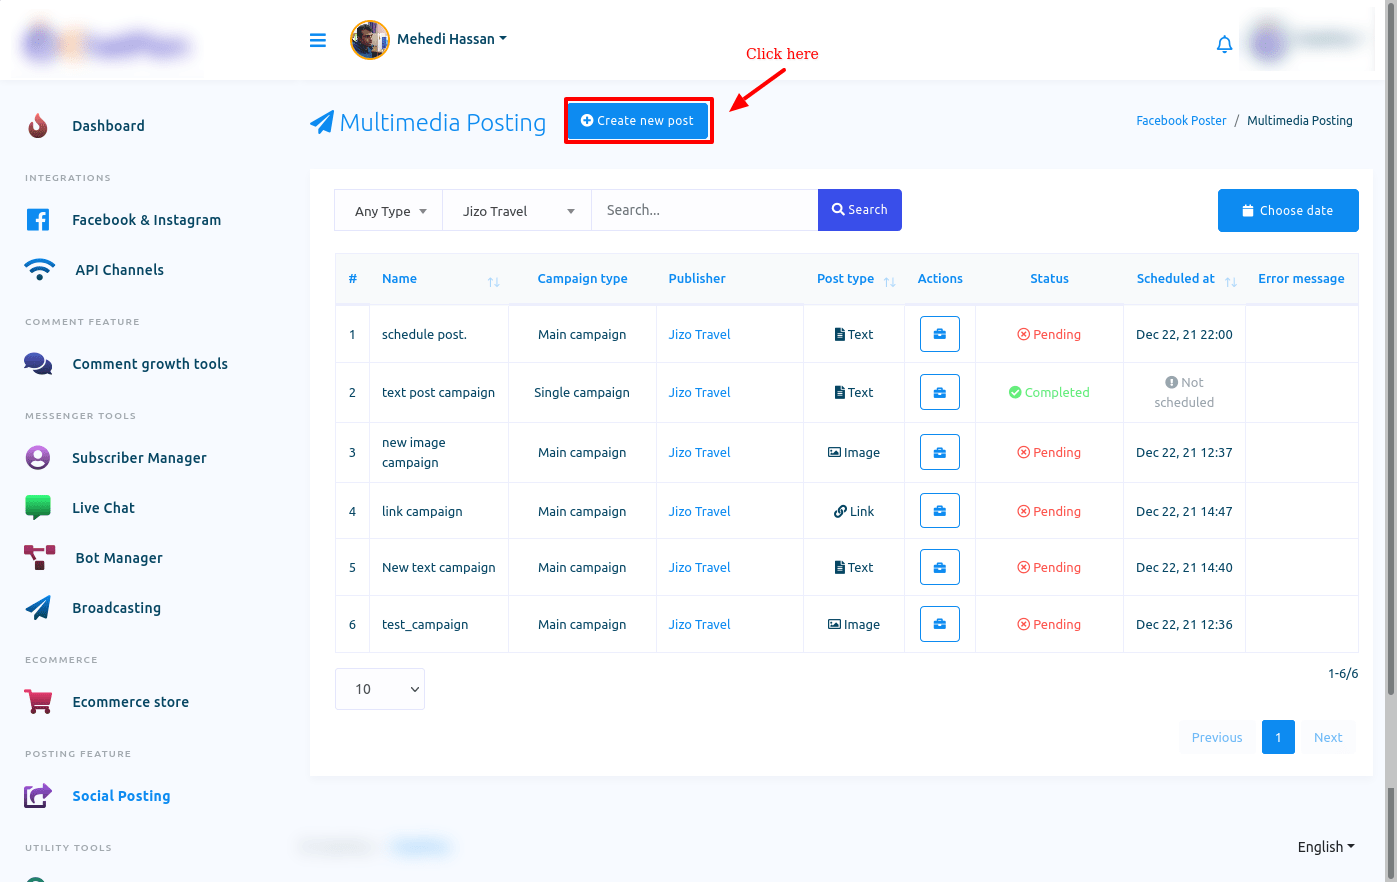 Mehedi Hassan
Click here
Multimedia Posting
Create new post
Facebook Poster / Multimedia Posting
Dashboard
INTEGRATIONS
Facebook & Instagram
API Channels
COMMENT FEATURE
Comment growth tools
MESSENGER TOOLS
Subscriber Manager
Live Chat
Bot Manager
Broadcasting
ECOMMERCE
Ecommerce store
POSTING FEATURE
Social Posting
UTILITY TOOLS
Any Type Jizo Travel Search... Search Choose date
# Name Campaign type Publisher Post type Actions Status Scheduled at Error message
1 schedule post. Main campaign Jizo Travel Text Pending Dec 22, 21 22:00
2 text post campaign Single campaign Jizo Travel Text Completed Not
scheduled
3 new image
campaign Main campaign Jizo Travel Image Pending Dec 22, 21 12:37
4 link campaign Main campaign Jizo Travel Link Pending Dec 22, 21 14:47
5 New text campaign Main campaign Jizo Travel Text Pending Dec 22, 21 14:40
6 test_campaign Main campaign Jizo Travel Image Pending Dec 22, 21 12:36
10
1-6/6
Previous 1 Next
English